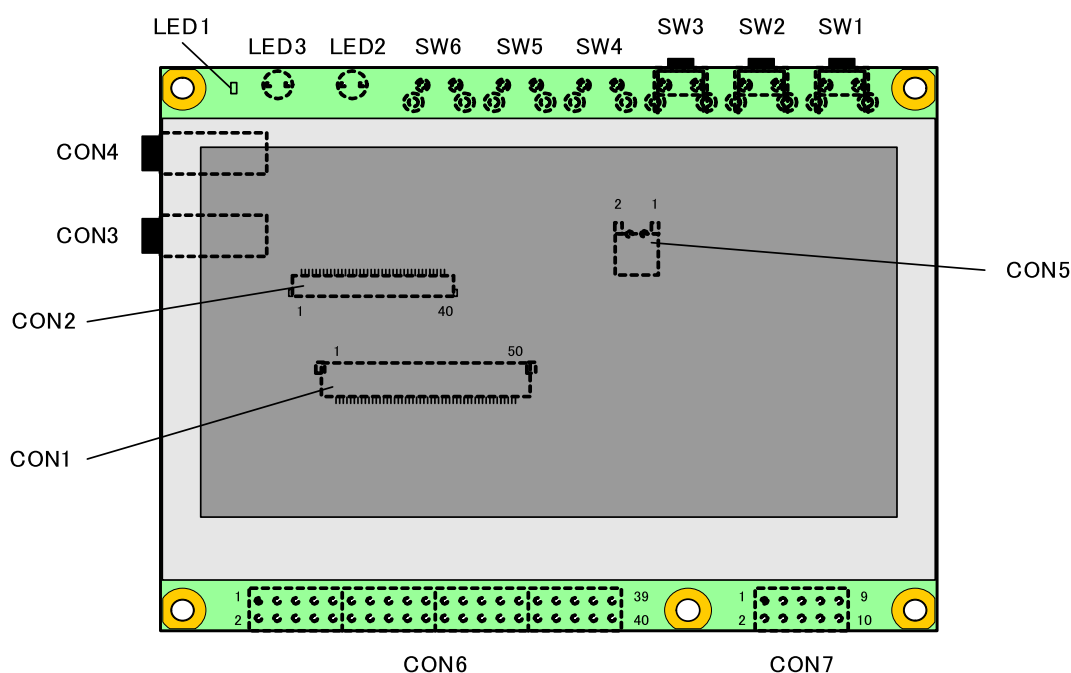 LED1
LED3
LED2
SW6
SW5
SW4
SW3
SW2
SW1
CON4
CON3
2 1
CON5
CON2
1 40
1 50
CON1
1 39
2 40
1 9
2 10
CON6
CON7